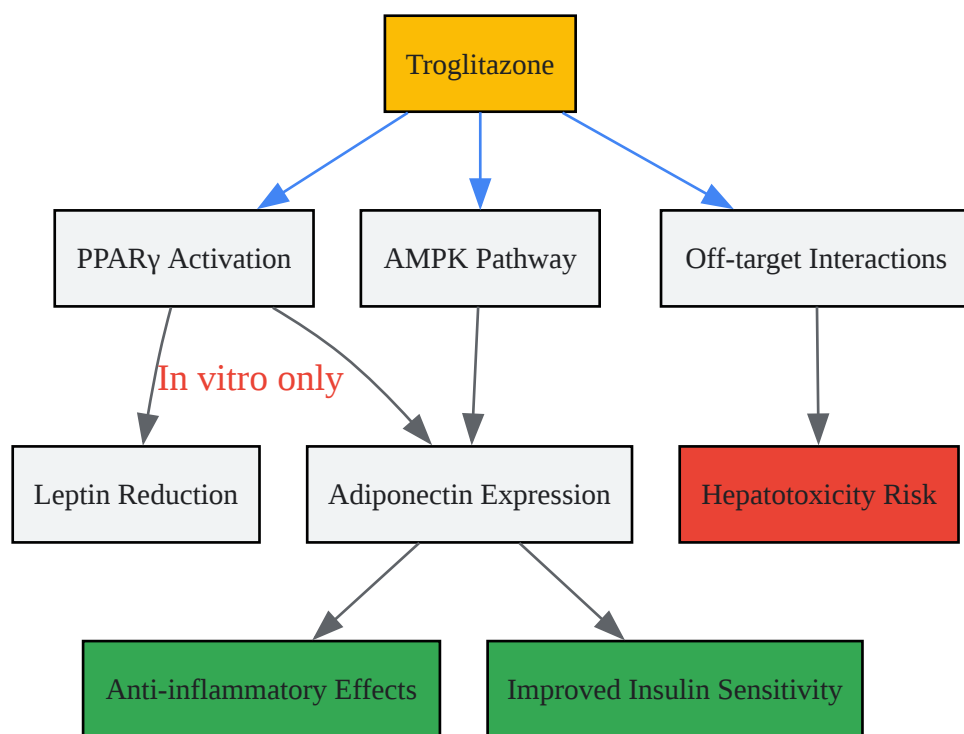 Troglitazone
PPARγ Activation
AMPK Pathway
Off-target Interactions
In vitro only
Leptin Reduction
Adiponectin Expression
Hepatotoxicity Risk
Anti-inflammatory Effects
Improved Insulin Sensitivity